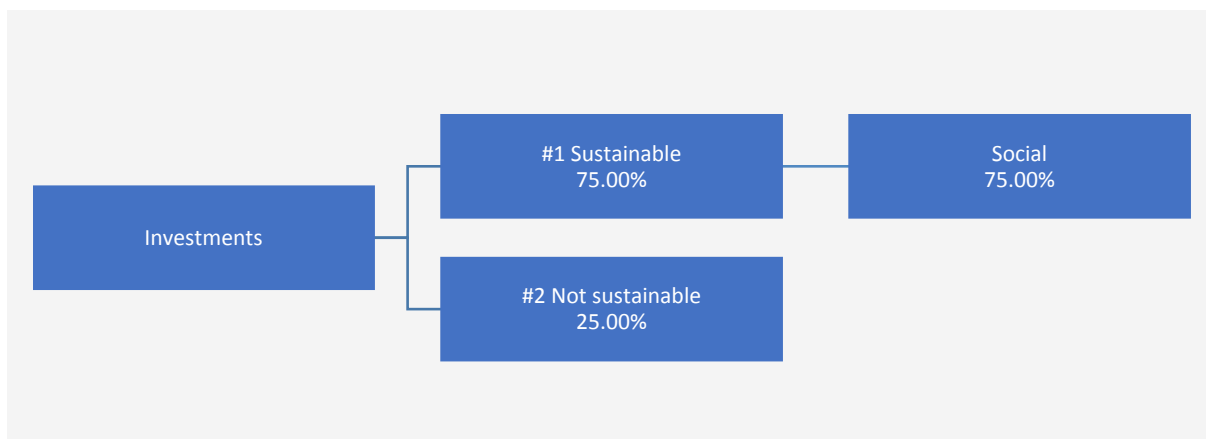 Investments
#1 Sustainable
75.00%
Social
75.00%
#2 Not sustainable
25.00%